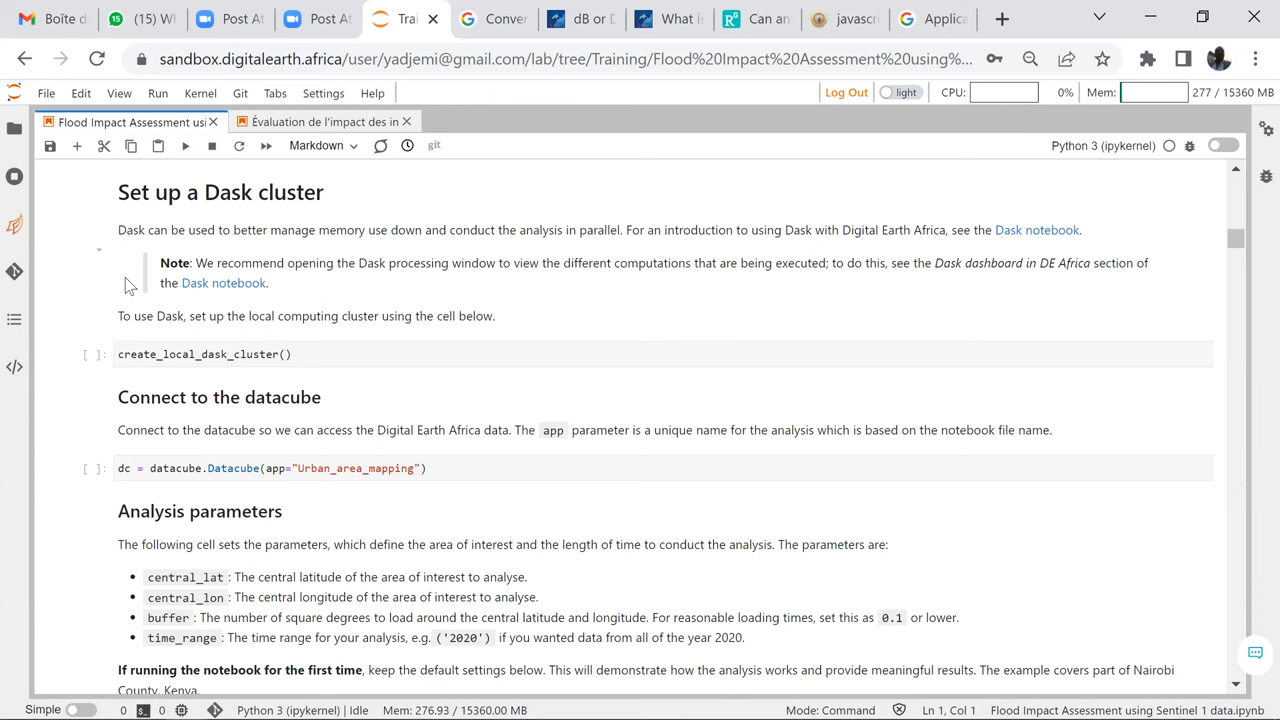 Boîte d
(15) W
Post At
Post At
Trai
Conver
dB or D
What is
Can an
javascri
Applica
sandbox.digitalearth.africa/user/yadjemi@gmail.com/lab/tree/Training/Flood%20Impact%20Assessment%20using%...
File Edit View Run Kernel Git Tabs Settings Help
Log Out light CPU: 0% Mem: 277 / 15360 MB
Flood Impact Assessment usi
Évaluation de l'impact des in
Markdown git Python 3 (ipykernel)
Set up a Dask cluster
Dask can be used to better manage memory use down and conduct the analysis in parallel. For an introduction to using Dask with Digital Earth Africa, see the Dask notebook.
Note: We recommend opening the Dask processing window to view the different computations that are being executed; to do this, see the Dask dashboard in DE Africa section of
the Dask notebook.
To use Dask, set up the local computing cluster using the cell below.
[ ]: create_local_dask_cluster()
Connect to the datacube
Connect to the datacube so we can access the Digital Earth Africa data. The app parameter is a unique name for the analysis which is based on the notebook file name.
[ ]: dc = datacube.Datacube(app="Urban_area_mapping")
Analysis parameters
The following cell sets the parameters, which define the area of interest and the length of time to conduct the analysis. The parameters are:
• central_lat : The central latitude of the area of interest to analyse.
• central_lon : The central longitude of the area of interest to analyse.
• buffer : The number of square degrees to load around the central latitude and longitude. For reasonable loading times, set this as 0.1 or lower.
• time_range : The time range for your analysis, e.g. ('2020') if you wanted data from all of the year 2020.
If running the notebook for the first time, keep the default settings below. This will demonstrate how the analysis works and provide meaningful results. The example covers part of Nairobi
County, Kenya.
Simple 0 0 Python 3 (ipykernel) | Idle Mem: 276.93 / 15360.00 MB Mode: Command Ln 1, Col 1 Flood Impact Assessment using Sentinel 1 data.ipynb